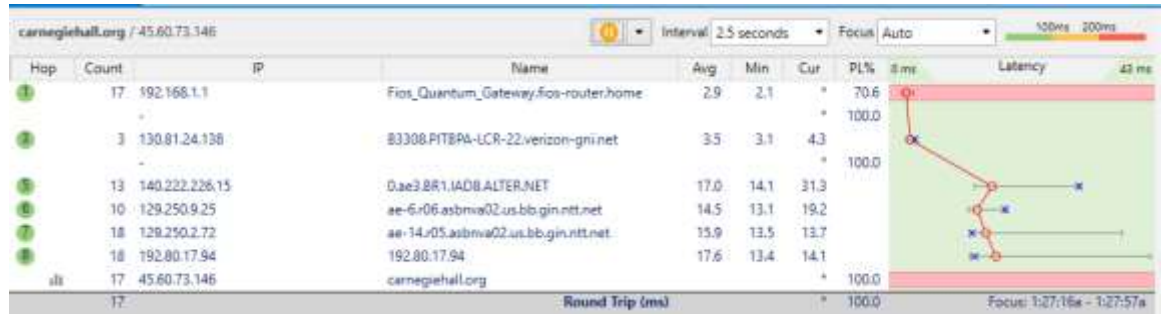 carnegiehall.org / 45.60.73.146 Interval 2.5 seconds Focus Auto 100ms 200ms
Hop Count IP Name Avg Min Cur PL% 0 ms Latency 43 ms
1 17 192.168.1.1 Fios_Quantum_Gateway.fios-router.home 2.9 2.1 * 70.6
- * 100.0
3 3 130.81.24.138 B3308.PITBPA-LCR-22.verizon-gni.net 3.5 3.1 4.3
- * 100.0
5 13 140.222.226.15 0.ae3.BR1.IAD8.ALTER.NET 17.0 14.1 31.3
6 10 129.250.9.25 ae-6.r06.asbnva02.us.bb.gin.ntt.net 14.5 13.1 19.2
7 18 129.250.2.72 ae-14.r05.asbnva02.us.bb.gin.ntt.net 15.9 13.5 13.7
8 18 192.80.17.94 192.80.17.94 17.6 13.4 14.1
17 45.60.73.146 carnegiehall.org * 100.0
17 Round Trip (ms) * 100.0 Focus: 1:27:16a - 1:27:57a